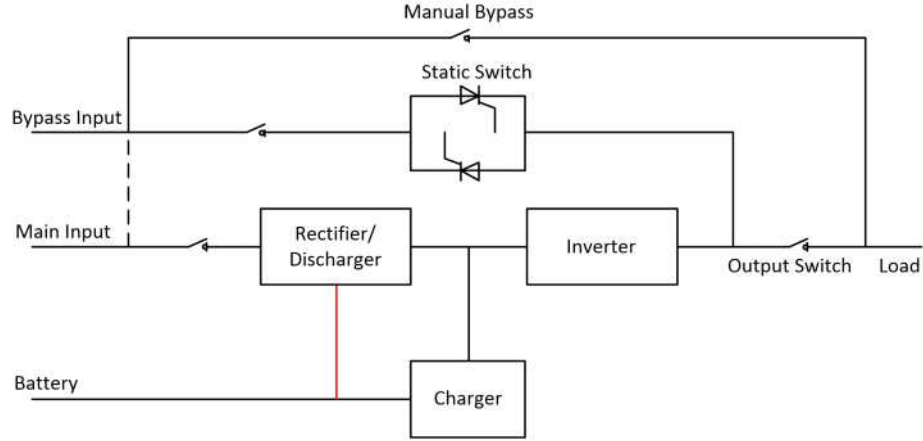 Manual Bypass
Static Switch
Bypass Input
Main Input
Rectifier/
Discharger
Inverter
Output Switch
Load
Battery
Charger